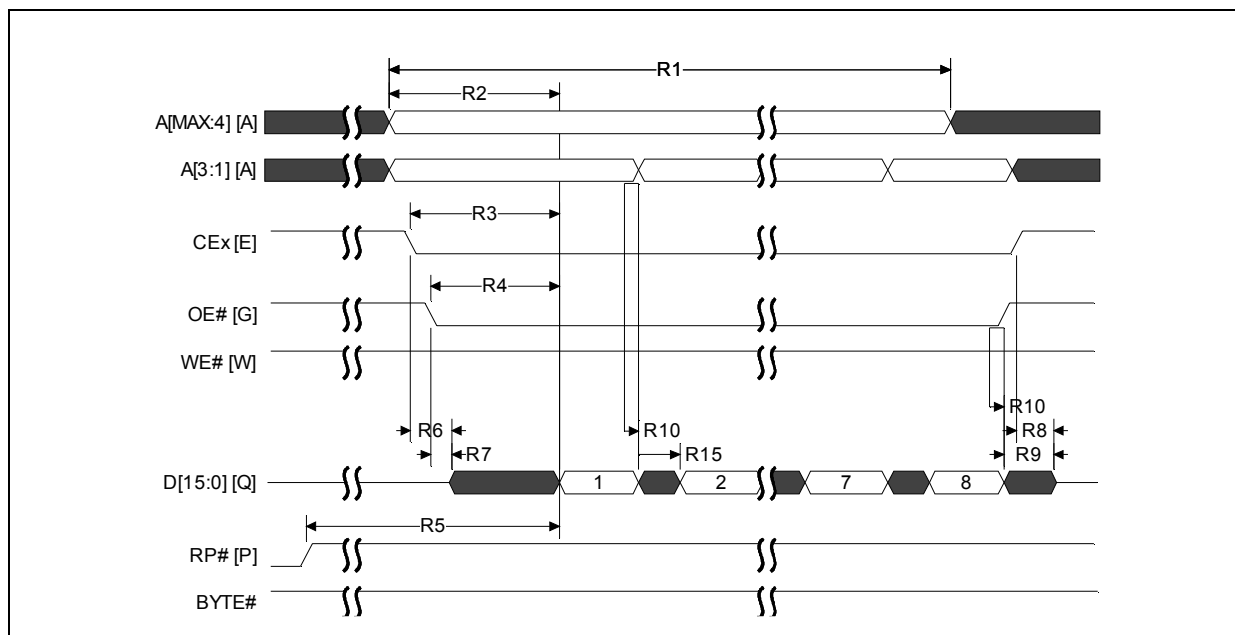 R1
R2
A[MAX:4] [A]
A[3:1] [A]
R3
CEx [E]
R4
OE# [G]
WE# [W]
R10
R6
R10
R8
R7
R15
R9
D[15:0] [Q]
1
2
7
8
R5
RP# [P]
BYTE#